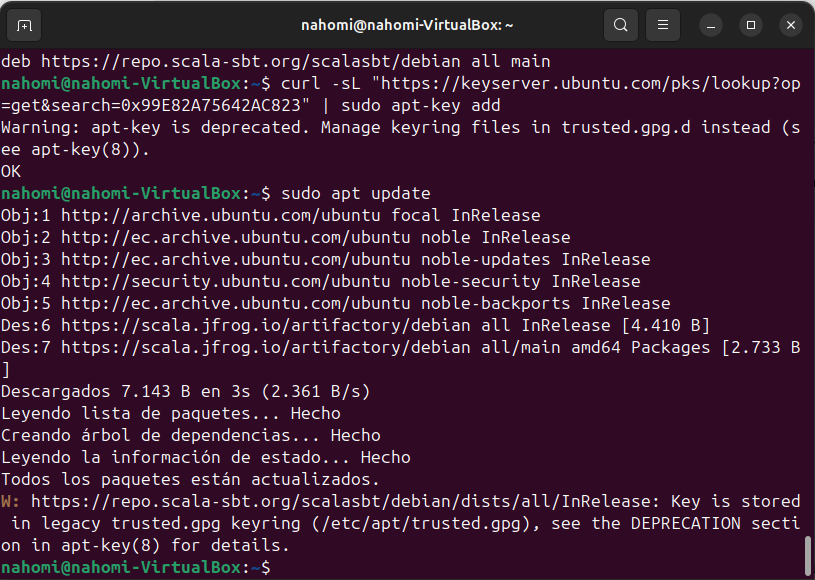 nahomi@nahomi-VirtualBox: ~
deb https://repo.scala-sbt.org/scalasbt/debian all main
nahomi@nahomi-VirtualBox:~$ curl -sL "https://keyserver.ubuntu.com/pks/lookup?op
=get&search=0x99E82A75642AC823" | sudo apt-key add
Warning: apt-key is deprecated. Manage keyring files in trusted.gpg.d instead (s
ee apt-key(8)).
OK
nahomi@nahomi-VirtualBox:~$ sudo apt update
Obj:1 http://archive.ubuntu.com/ubuntu focal InRelease
Obj:2 http://ec.archive.ubuntu.com/ubuntu noble InRelease
Obj:3 http://ec.archive.ubuntu.com/ubuntu noble-updates InRelease
Obj:4 http://security.ubuntu.com/ubuntu noble-security InRelease
Obj:5 http://ec.archive.ubuntu.com/ubuntu noble-backports InRelease
Des:6 https://scala.jfrog.io/artifactory/debian all InRelease [4.410 B]
Des:7 https://scala.jfrog.io/artifactory/debian all/main amd64 Packages [2.733 B
]
Descargados 7.143 B en 3s (2.361 B/s)
Leyendo lista de paquetes... Hecho
Creando árbol de dependencias... Hecho
Leyendo la información de estado... Hecho
Todos los paquetes están actualizados.
W: https://repo.scala-sbt.org/scalasbt/debian/dists/all/InRelease: Key is stored
 in legacy trusted.gpg keyring (/etc/apt/trusted.gpg), see the DEPRECATION secti
on in apt-key(8) for details.
nahomi@nahomi-VirtualBox:~$